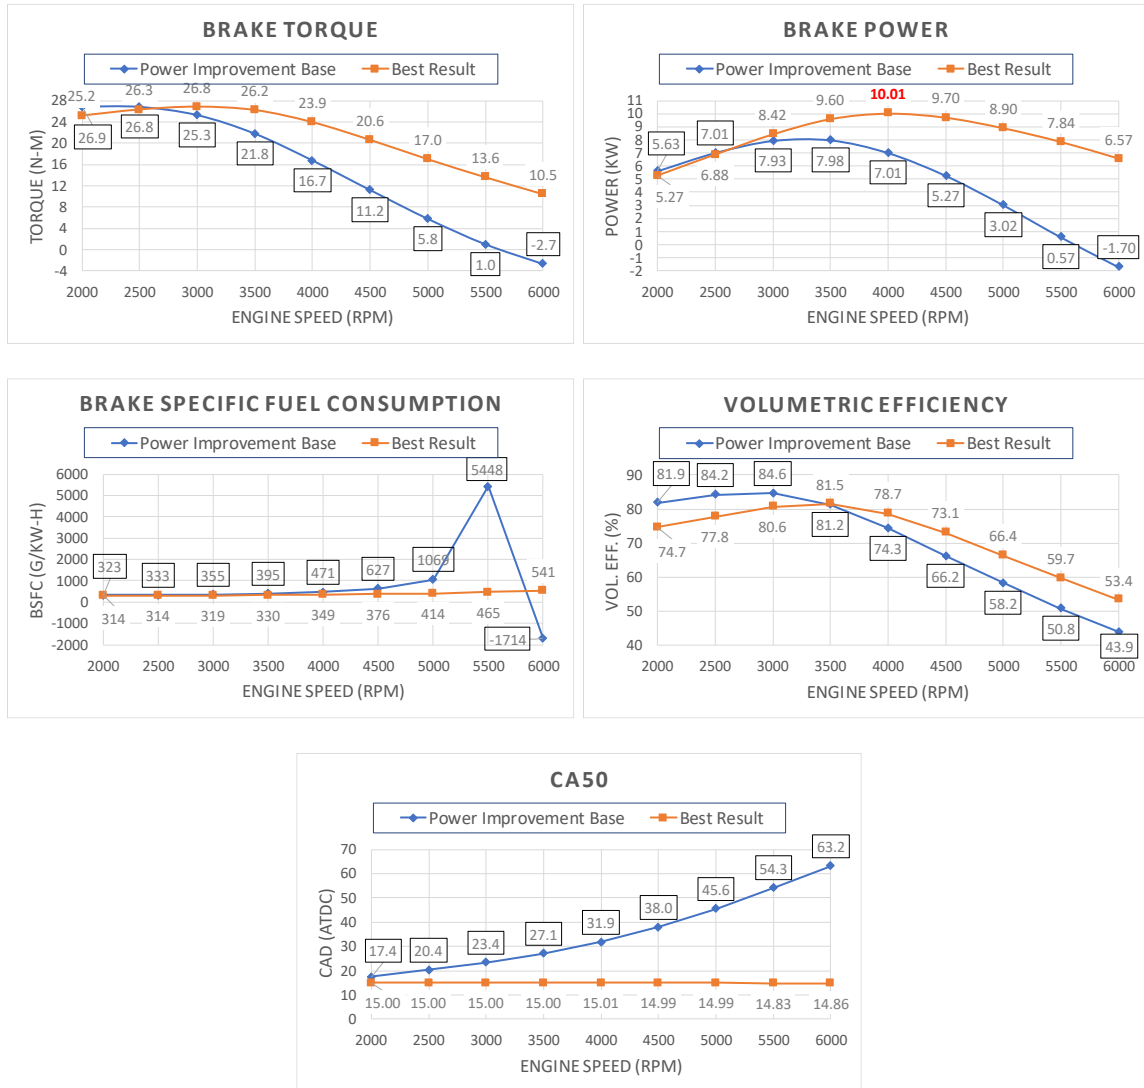 BRAKE TORQUE
Power Improvement Base Best Result
TORQUE (N-M)
28
24
20
16
12
8
4
0
-4
25.2 26.3 26.8 26.2 23.9 20.6 17.0 13.6 10.5
26.9 26.8 25.3 21.8 16.7 11.2 5.8 1.0 -2.7
2000 2500 3000 3500 4000 4500 5000 5500 6000
ENGINE SPEED (RPM)
BRAKE POWER
Power Improvement Base Best Result
POWER (KW)
11
10
9
8
7
6
5
4
3
2
1
0
-1
-2
5.63 7.01 8.42 9.60 10.01 9.70 8.90 7.84 6.57
5.27 6.88 7.93 7.98 7.01 5.27 3.02 0.57 -1.70
2000 2500 3000 3500 4000 4500 5000 5500 6000
ENGINE SPEED (RPM)
BRAKE SPECIFIC FUEL CONSUMPTION
Power Improvement Base Best Result
BSFC (G/KW-H)
6000
5000
4000
3000
2000
1000
0
-1000
-2000
323 333 355 395 471 627 1069 5448 541
314 314 319 330 349 376 414 465 -1714
2000 2500 3000 3500 4000 4500 5000 5500 6000
ENGINE SPEED (RPM)
VOLUMETRIC EFFICIENCY
Power Improvement Base Best Result
VOL. EFF. (%)
90
80
70
60
50
40
81.9 84.2 84.6 81.5 78.7 73.1 66.4 59.7 53.4
74.7 77.8 80.6 81.2 74.3 66.2 58.2 50.8 43.9
2000 2500 3000 3500 4000 4500 5000 5500 6000
ENGINE SPEED (RPM)
CA50
Power Improvement Base Best Result
CAD (ATDC)
70
60
50
40
30
20
10
0
17.4 20.4 23.4 27.1 31.9 38.0 45.6 54.3 63.2
15.00 15.00 15.00 15.00 15.01 14.99 14.99 14.83 14.86
2000 2500 3000 3500 4000 4500 5000 5500 6000
ENGINE SPEED (RPM)